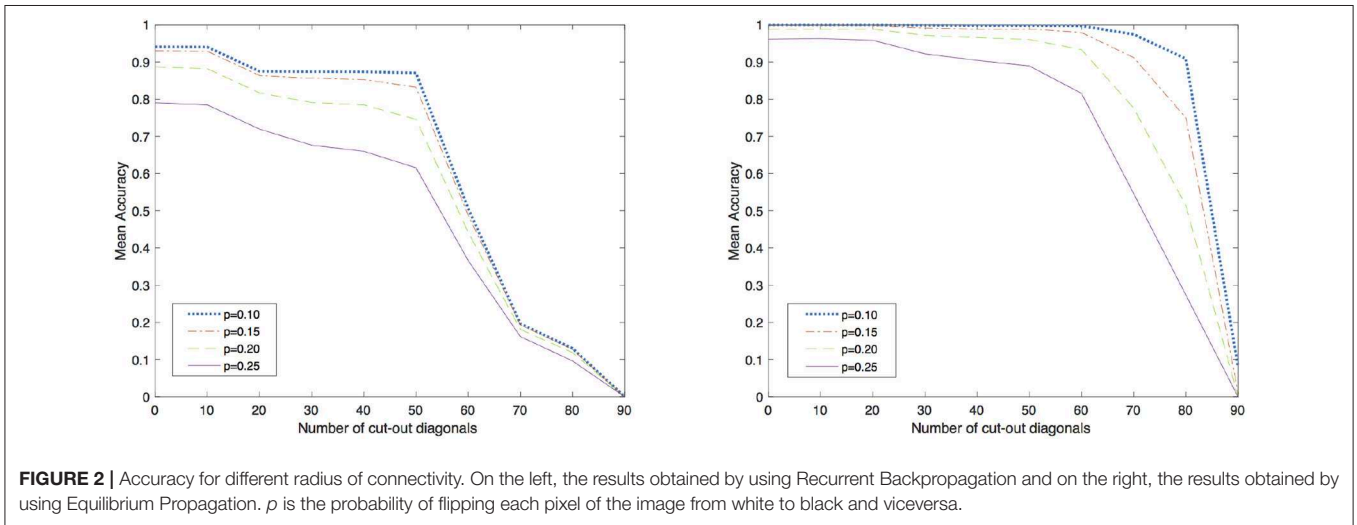 1
0.9
0.8
0.7
0.6
0.5
0.4
0.3
0.2
0.1
0
Mean Accuracy
p=0.10
p=0.15
p=0.20
p=0.25
0 10 20 30 40 50 60 70 80 90
Number of cut-out diagonals
1
0.9
0.8
0.7
0.6
0.5
0.4
0.3
0.2
0.1
0
Mean Accuracy
p=0.10
p=0.15
p=0.20
p=0.25
0 10 20 30 40 50 60 70 80 90
Number of cut-out diagonals
FIGURE 2 | Accuracy for different radius of connectivity. On the left, the results obtained by using Recurrent Backpropagation and on the right, the results obtained by
using Equilibrium Propagation. p is the probability of flipping each pixel of the image from white to black and viceversa.